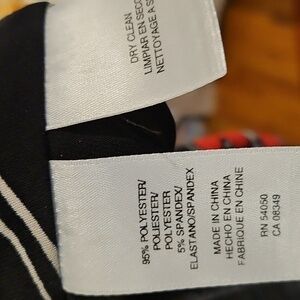 DRY CLEAN
LIMPIAR EN SECO
NETTOYAGE A S
95% POLYESTER/
POLIESTER/
POLYESTER
5% SPANDEX/
ELASTANO/SPANDEX
MADE IN CHINA
HECHO EN CHINA
FABRIQUE EN CHINE
RN 54050
CA 08349